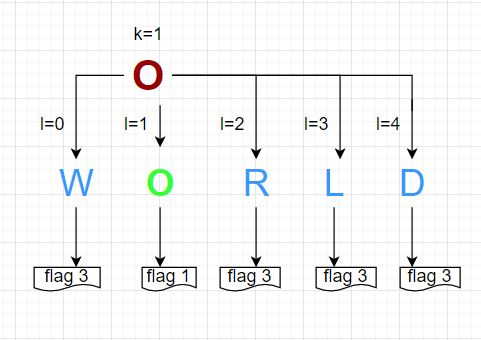 k=1
O
l=0 l=1 l=2 l=3 l=4
W O R L D
flag 3 flag 1 flag 3 flag 3 flag 3